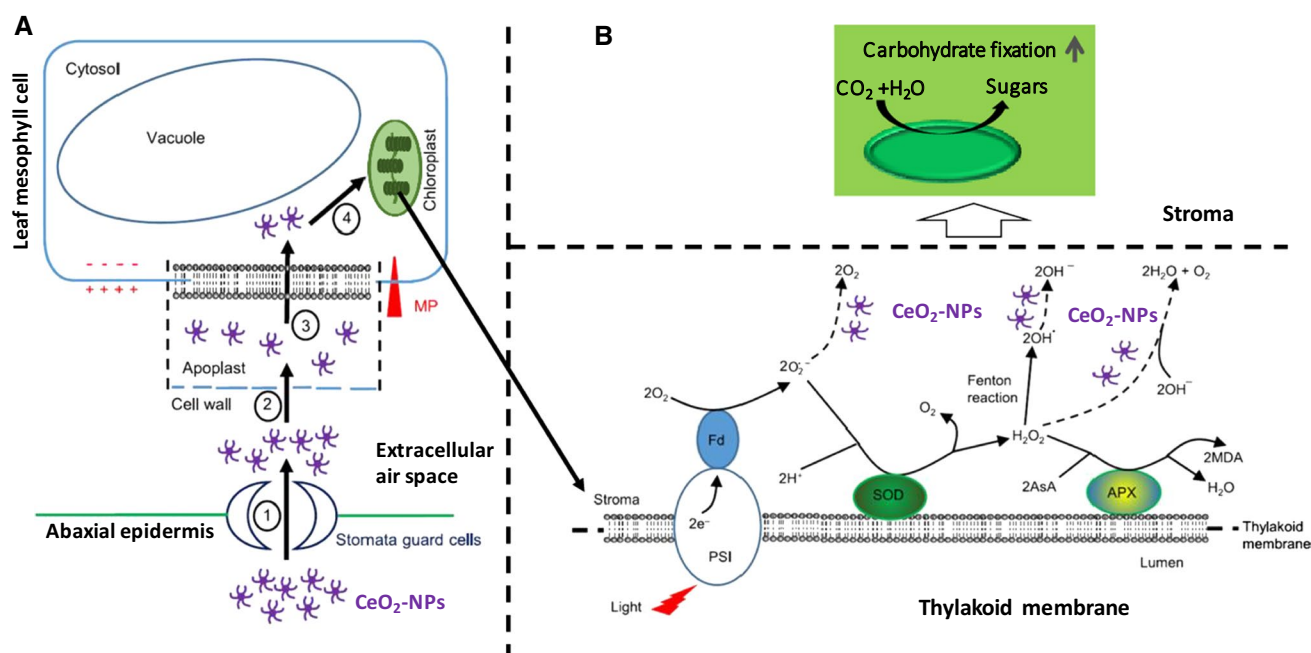 A
Leaf mesophyll cell
Cytosol
Vacuole
Chloroplast
4
- - - -
+ + + +
MP
3
Apoplast
Cell wall
2
Extracellular
air space
1
Abaxial epidermis
Stomata guard cells
CeO₂-NPs
B
Carbohydrate fixation
CO₂ +H₂O
Sugars
Stroma
2O₂
CeO₂-NPs
2OH⁻
CeO₂-NPs
2H₂O + O₂
2OH˙
2O₂˙⁻
2O₂
Fenton
reaction
2OH⁻
O₂
Fd
H₂O₂
2H⁺
2MDA
2AsA
H₂O
SOD
APX
Stroma
2e⁻
PSI
Thylakoid
membrane
Lumen
Light
Thylakoid membrane